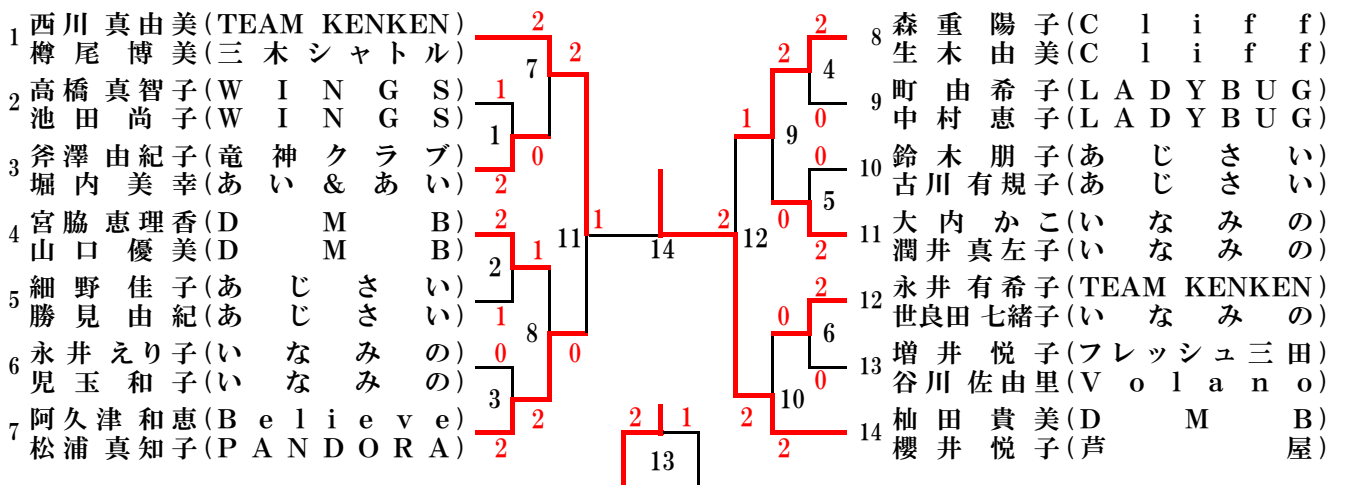 1 西川 真由美(TEAM KENKEN)
樽尾 博美(三木シャトル)
2 高橋 真智子(WINGS)
池田 尚子(WINGS)
3 斧澤 由紀子(竜神クラブ)
堀内 美幸(あい&あい)
4 宮脇 恵理香(DMB)
山口 優美(DMB)
5 細野 佳子(あじさい)
勝見 由紀(あじさい)
6 永井 えり子(いなみの)
児玉 和子(いなみの)
7 阿久津 和恵(Believe)
松浦 真知子(PANDORA)
2
2
7
1
1
0
2
2
1
2
8
1
0
3
2
2
0
11
1
14
2
12
2 1
13
2
2
4
0
1
9
0
5
0
2
2
0
6
0
10
2
2
8 森重 陽子(Cliff)
生木 由美(Cliff)
9 町 由希子(LADYBUG)
中村 恵子(LADYBUG)
10 鈴木 朋子(あじさい)
古川 有規子(あじさい)
11 大内 かこ(いなみの)
潤井 真左子(いなみの)
12 永井 有希子(TEAM KENKEN)
世良田 七緒子(いなみの)
13 増井 悦子(フレッシュ三田)
谷川 佐由里(Volano)
14 杣田 貴美(DMB)
櫻井 悦子(芦屋)